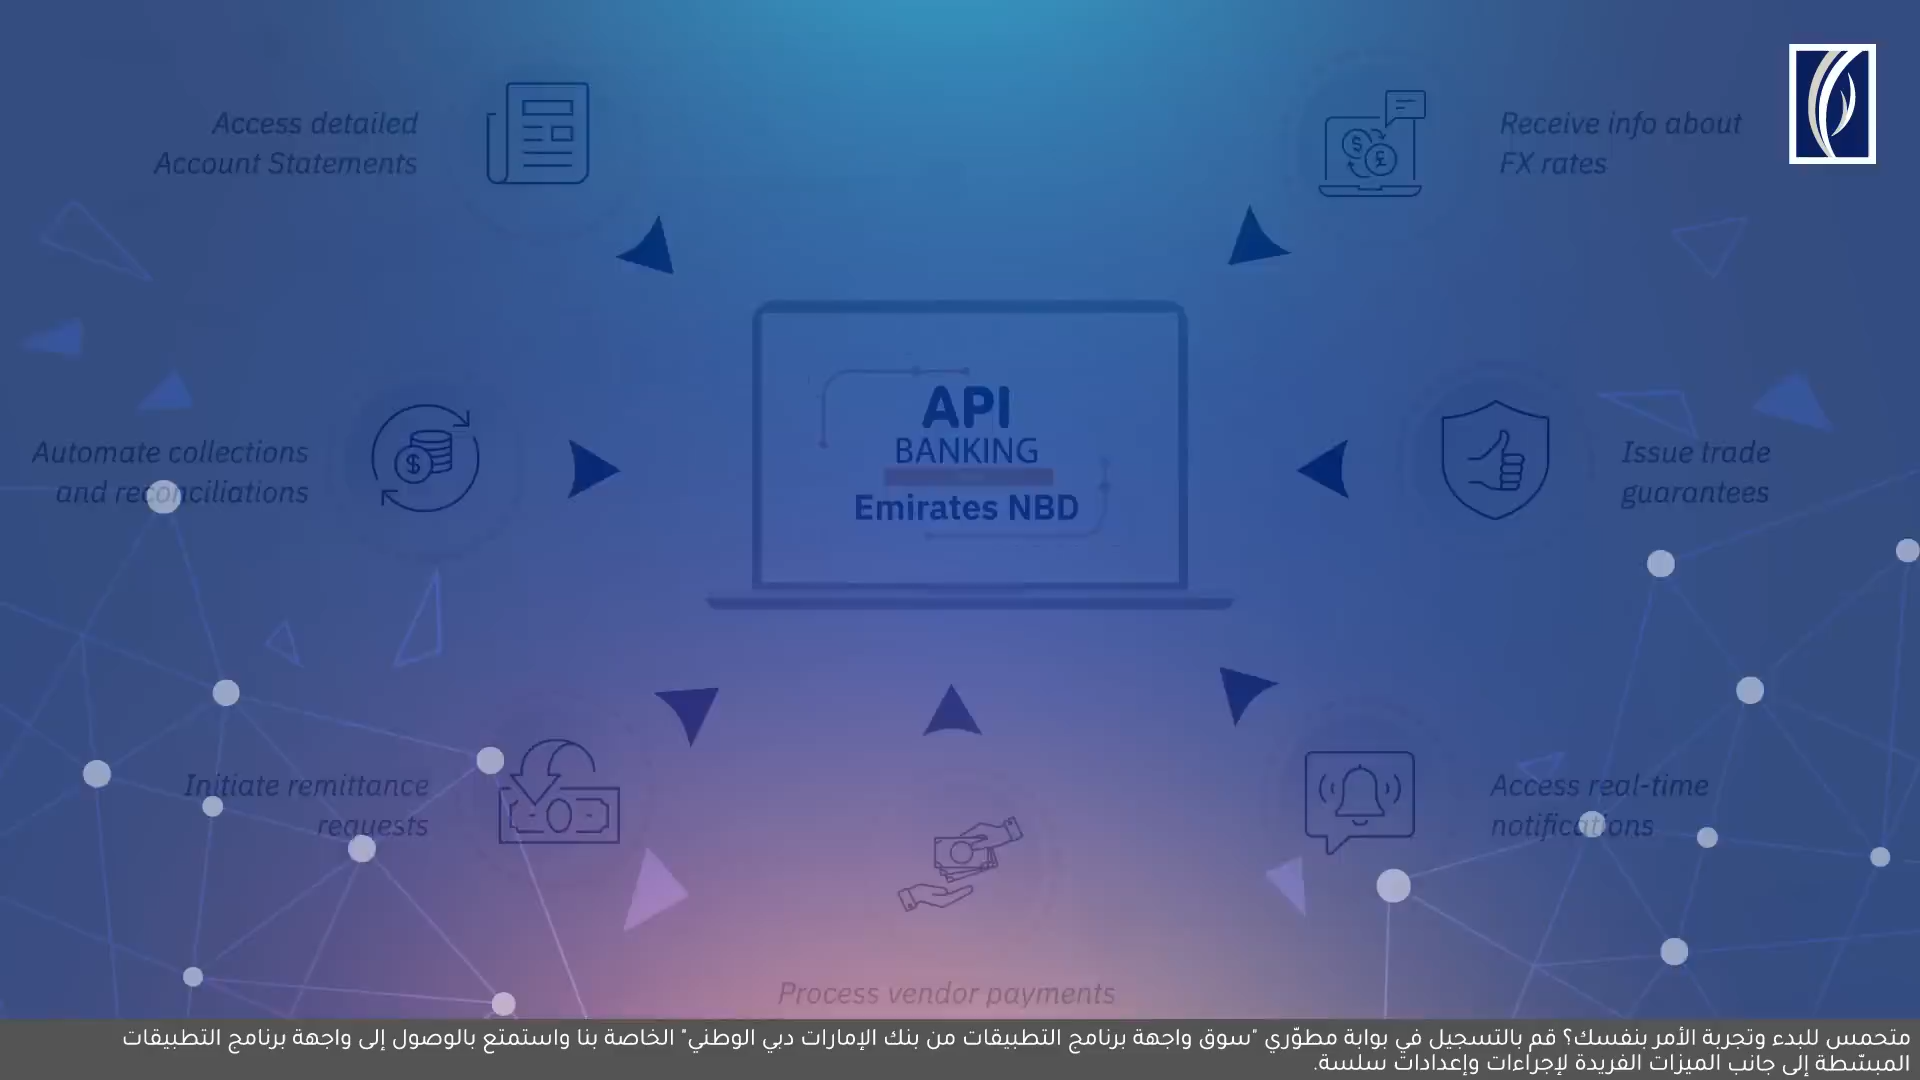 Access detailed
Account Statements
Receive info about
FX rates
API
BANKING
Emirates NBD
Automate collections
and reconciliations
Issue trade
guarantees
Initiate remittance
requests
Access real-time
notifications
Process vendor payments
متحمس للبدء وتجربة الأمر بنفسك؟ قم بالتسجيل في بوابة مطوّري "سوق واجهة برنامج التطبيقات من بنك الإمارات دبي الوطني" الخاصة بنا واستمتع بالوصول إلى واجهة برنامج التطبيقات
المبسّطة إلى جانب الميزات الفريدة لإجراءات وإعدادات سلسة.